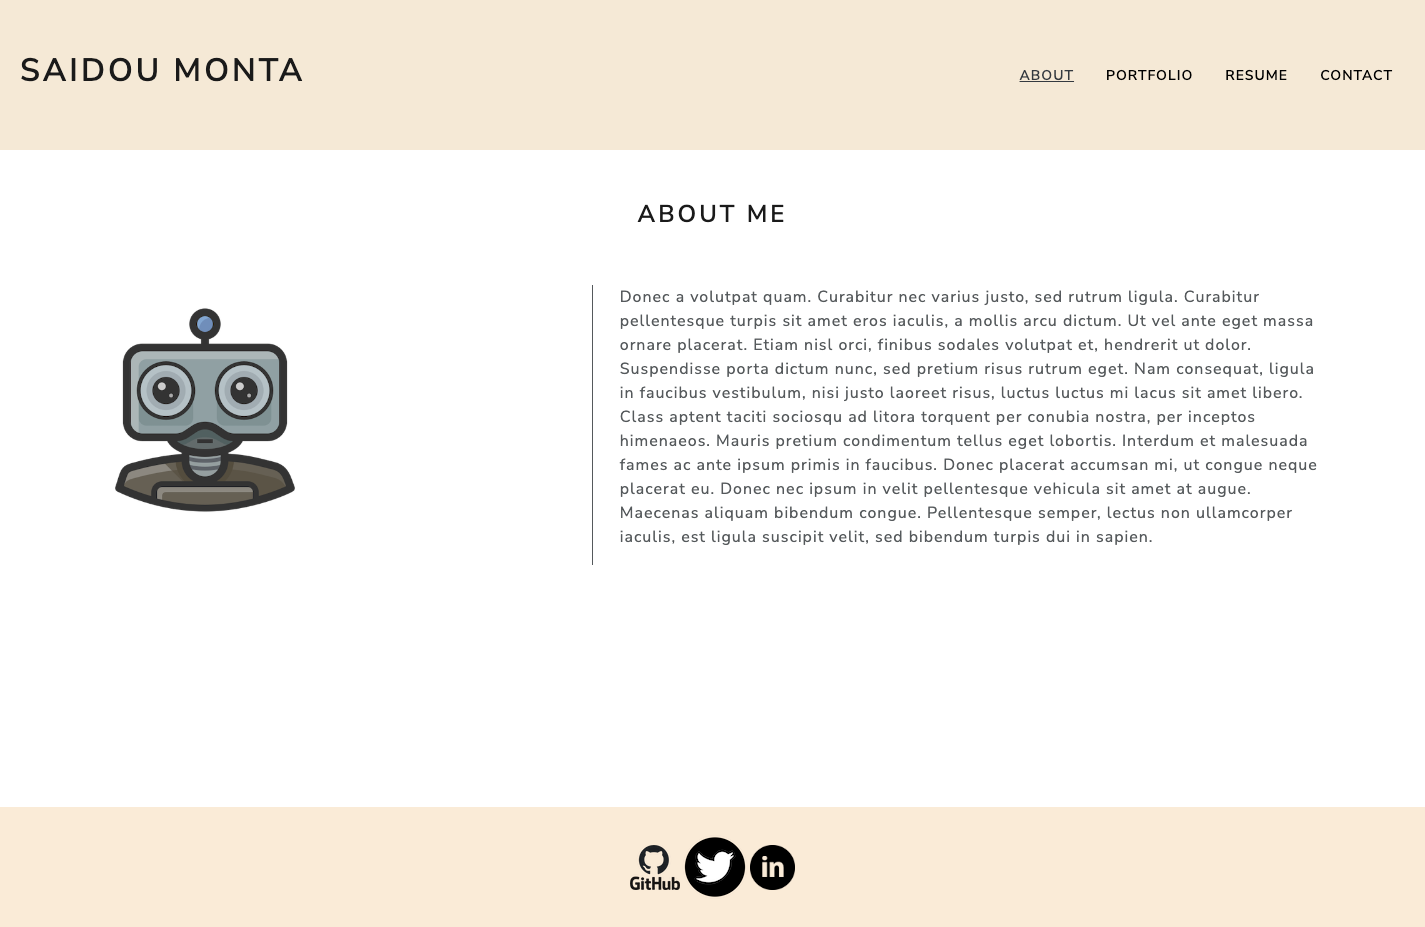 SAIDOU MONTA
ABOUT
PORTFOLIO
RESUME
CONTACT
ABOUT ME
Donec a volutpat quam. Curabitur nec varius justo, sed rutrum ligula. Curabitur
pellentesque turpis sit amet eros iaculis, a mollis arcu dictum. Ut vel ante eget massa
ornare placerat. Etiam nisl orci, finibus sodales volutpat et, hendrerit ut dolor.
Suspendisse porta dictum nunc, sed pretium risus rutrum eget. Nam consequat, ligula
in faucibus vestibulum, nisi justo laoreet risus, luctus luctus mi lacus sit amet libero.
Class aptent taciti sociosqu ad litora torquent per conubia nostra, per inceptos
himenaeos. Mauris pretium condimentum tellus eget lobortis. Interdum et malesuada
fames ac ante ipsum primis in faucibus. Donec placerat accumsan mi, ut congue neque
placerat eu. Donec nec ipsum in velit pellentesque vehicula sit amet at augue.
Maecenas aliquam bibendum congue. Pellentesque semper, lectus non ullamcorper
iaculis, est ligula suscipit velit, sed bibendum turpis dui in sapien.
GitHub
in